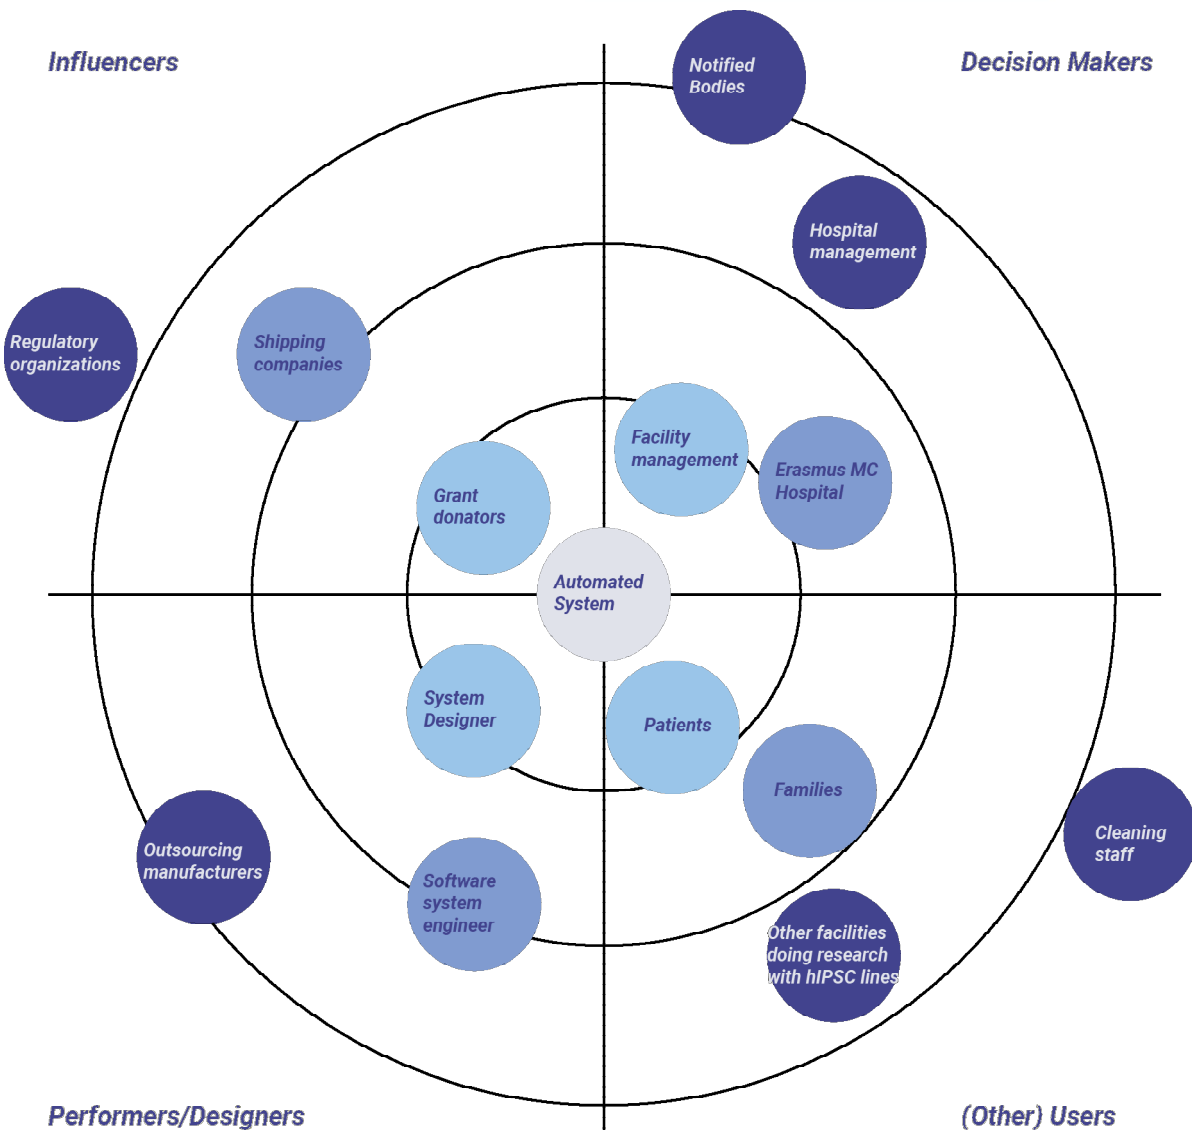 Influencers
Decision Makers
Notified
Bodies
Hospital
management
Regulatory
organizations
Shipping
companies
Facility
management
Erasmus MC
Hospital
Grant
donators
Automated
System
System
Designer
Patients
Families
Outsourcing
manufacturers
Software
system
engineer
Cleaning
staff
Other facilities
doing research
with hIPSC lines
Performers/Designers
(Other) Users